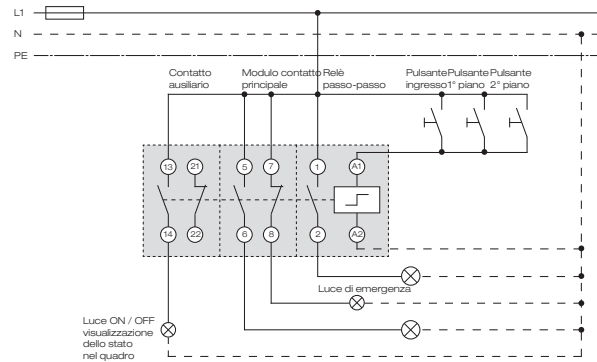 L1
N
PE
Contatto
ausiliario
Modulo contatto
principale
Relè
passo-passo
Pulsante
ingresso
Pulsante
1° piano
Pulsante
2° piano
13
21
5
7
1
A1
14
22
6
8
2
A2
Luce di emergenza
Luce ON / OFF
visualizzazione
dello stato
nel quadro